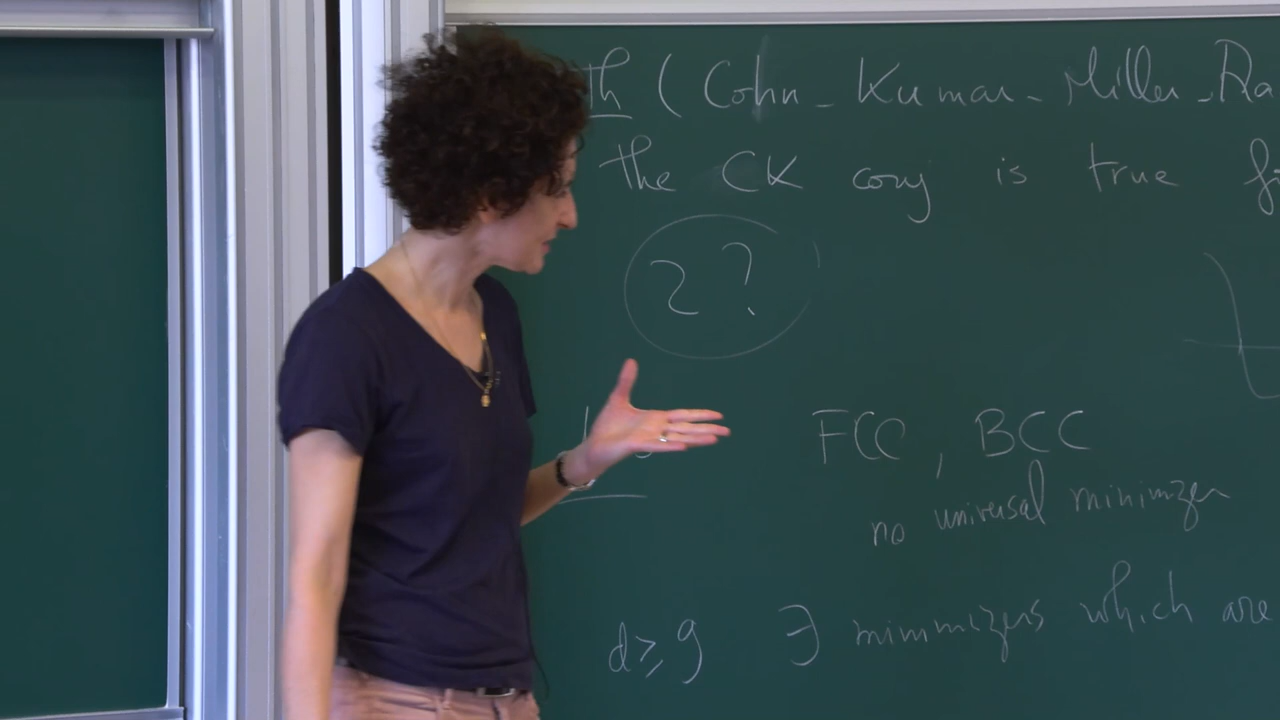 Th ( Cohn - Kumar - Miller - Ra
the CK conj is true f
2 ?
FCC , BCC
no universal minimizer
d ≥ 9 ∃ minimizers which are